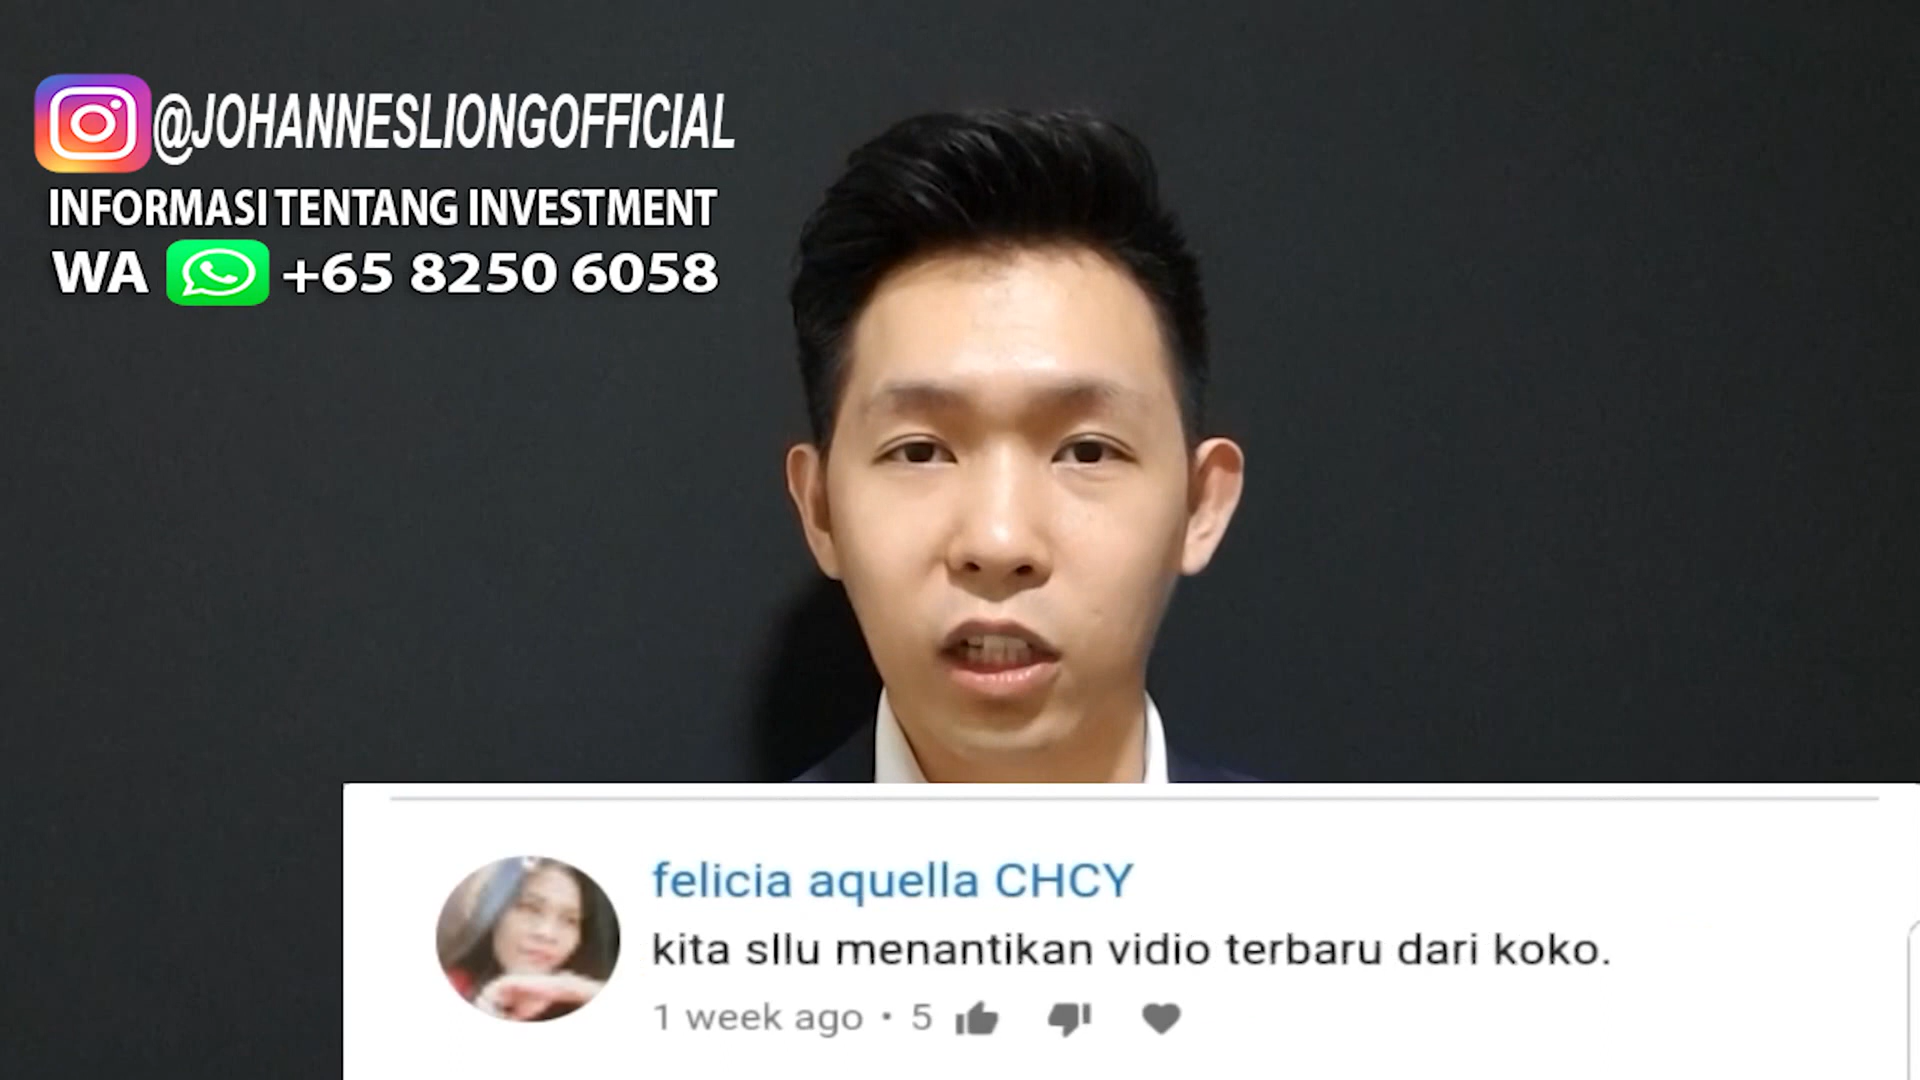 @JOHANNESLIONGOFFICIAL
INFORMASI TENTANG INVESTMENT
WA +65 8250 6058
felicia aquella CHCY
kita sllu menantikan vidio terbaru dari koko.
1 week ago • 5